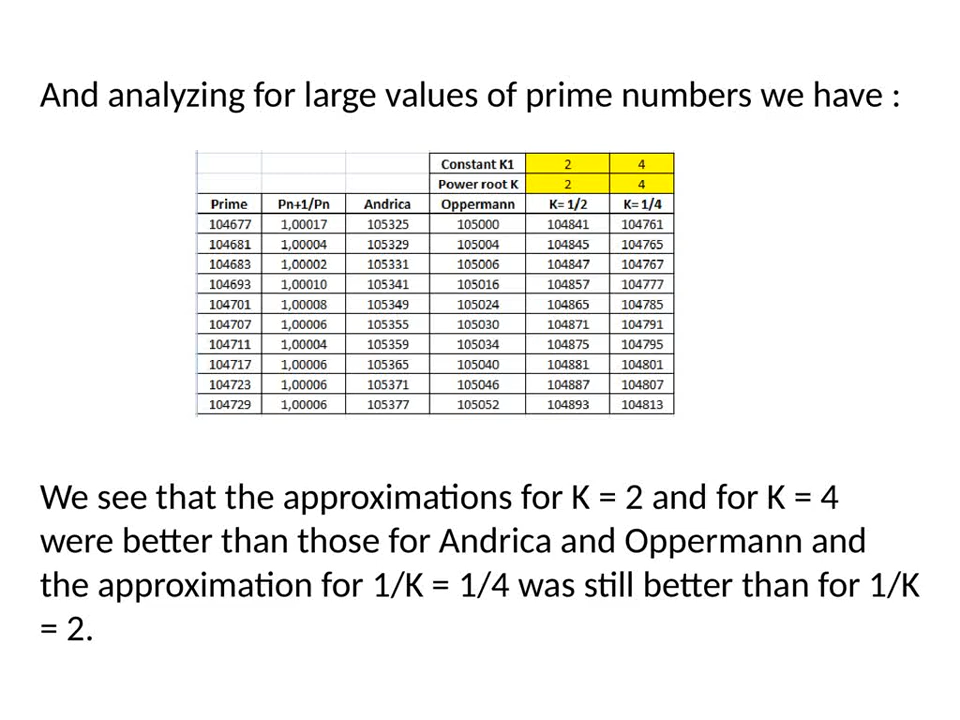 And analyzing for large values of prime numbers we have :
Constant K1 2 4
Power root K 2 4
Prime Pn+1/Pn Andrica Oppermann K= 1/2 K= 1/4
104677 1,00017 105325 105000 104841 104761
104681 1,00004 105329 105004 104845 104765
104683 1,00002 105331 105006 104847 104767
104693 1,00010 105341 105016 104857 104777
104701 1,00008 105349 105024 104865 104785
104707 1,00006 105355 105030 104871 104791
104711 1,00004 105359 105034 104875 104795
104717 1,00006 105365 105040 104881 104801
104723 1,00006 105371 105046 104887 104807
104729 1,00006 105377 105052 104893 104813
We see that the approximations for K = 2 and for K = 4
were better than those for Andrica and Oppermann and
the approximation for 1/K = 1/4 was still better than for 1/K
= 2.